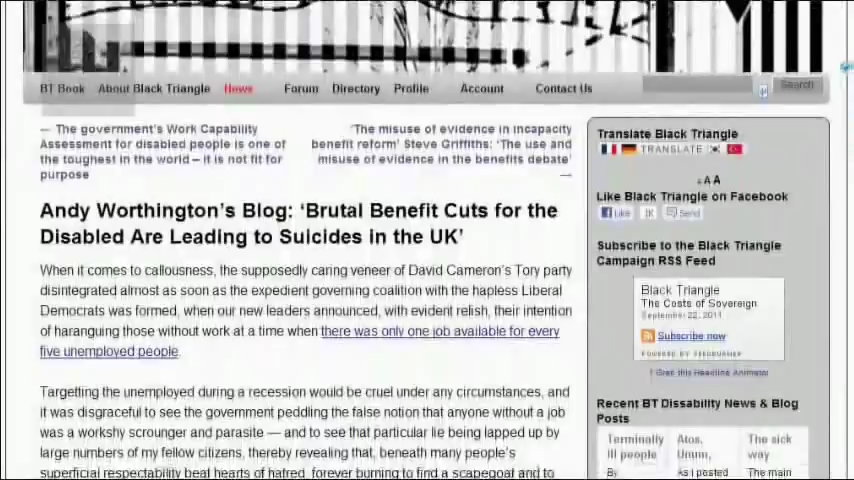 BT Book About Black Triangle News Forum Directory Profile Account Contact Us Search
← The government's Work Capability
Assessment for disabled people is one of
the toughest in the world – it is not fit for
purpose
'The misuse of evidence in incapacity
benefit reform' Steve Griffiths: 'The use and
misuse of evidence in the benefits debate'
→
Andy Worthington's Blog: 'Brutal Benefit Cuts for the
Disabled Are Leading to Suicides in the UK'
When it comes to callousness, the supposedly caring veneer of David Cameron's Tory party
disintegrated almost as soon as the expedient governing coalition with the hapless Liberal
Democrats was formed, when our new leaders announced, with evident relish, their intention
of haranguing those without work at a time when there was only one job available for every
five unemployed people.
Targetting the unemployed during a recession would be cruel under any circumstances, and
it was disgraceful to see the government peddling the false notion that anyone without a job
was a workshy scrounger and parasite — and to see that particular lie being lapped up by
large numbers of my fellow citizens, thereby revealing that, beneath many people's
superficial respectability beat hearts of hatred, forever burning to find a scapegoat and to
Translate Black Triangle
TRANSLATE
A A A
Like Black Triangle on Facebook
Like 1K Send
Subscribe to the Black Triangle
Campaign RSS Feed
Black Triangle
The Costs of Sovereign
September 22, 2011
Subscribe now
POWERED BY FEEDBURNER
↑ Grab this Headline Animator
Recent BT Dissability News & Blog
Posts
Terminally
ill people
By
Atos,
Umm,
As i posted
The sick
way
The main